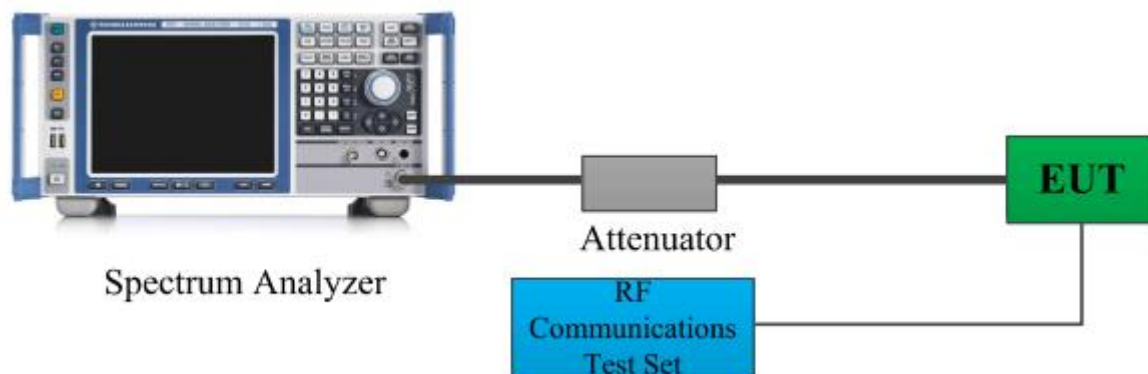 Spectrum Analyzer
Attenuator
EUT
RF
Communications
Test Set